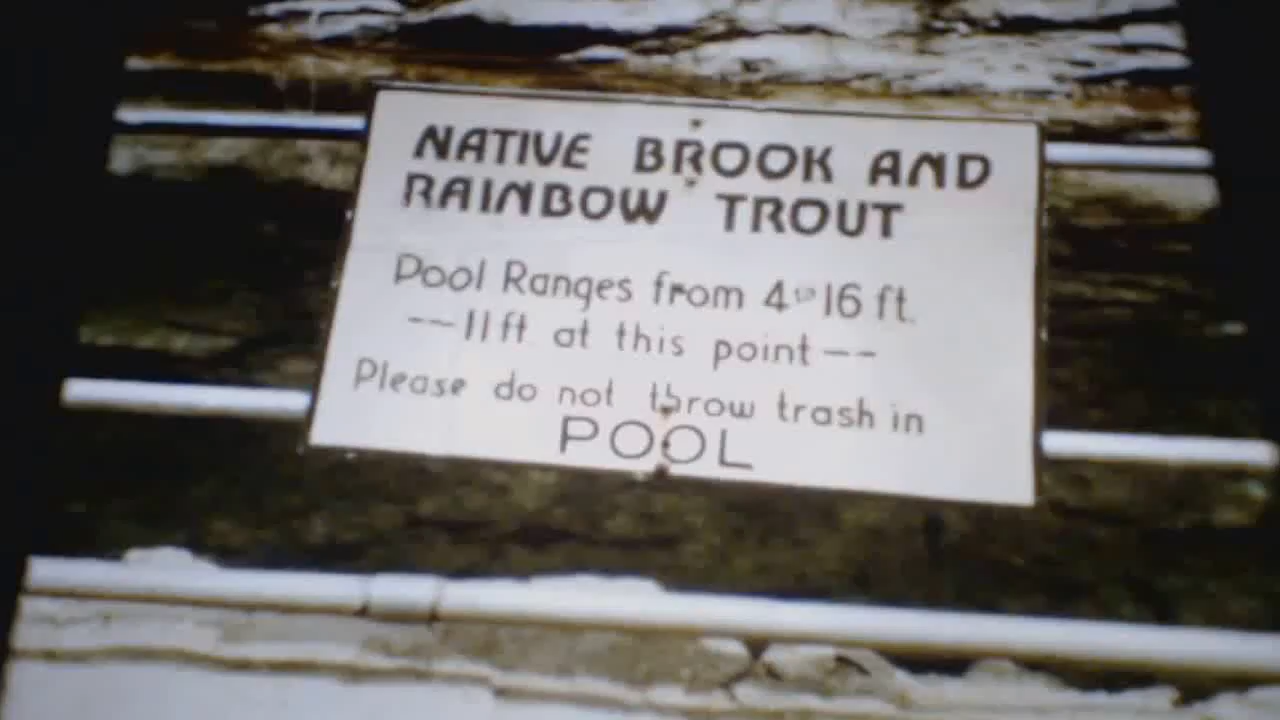 NATIVE BROOK AND
RAINBOW TROUT
Pool Ranges from 4 to 16 ft.
--11ft at this point--
Please do not throw trash in
POOL